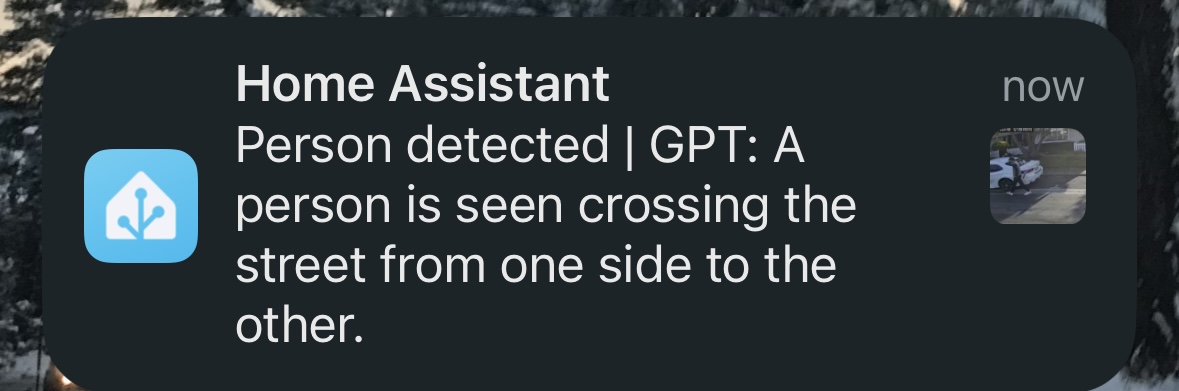 Home Assistant
now
Person detected | GPT: A
person is seen crossing the
street from one side to the
other.